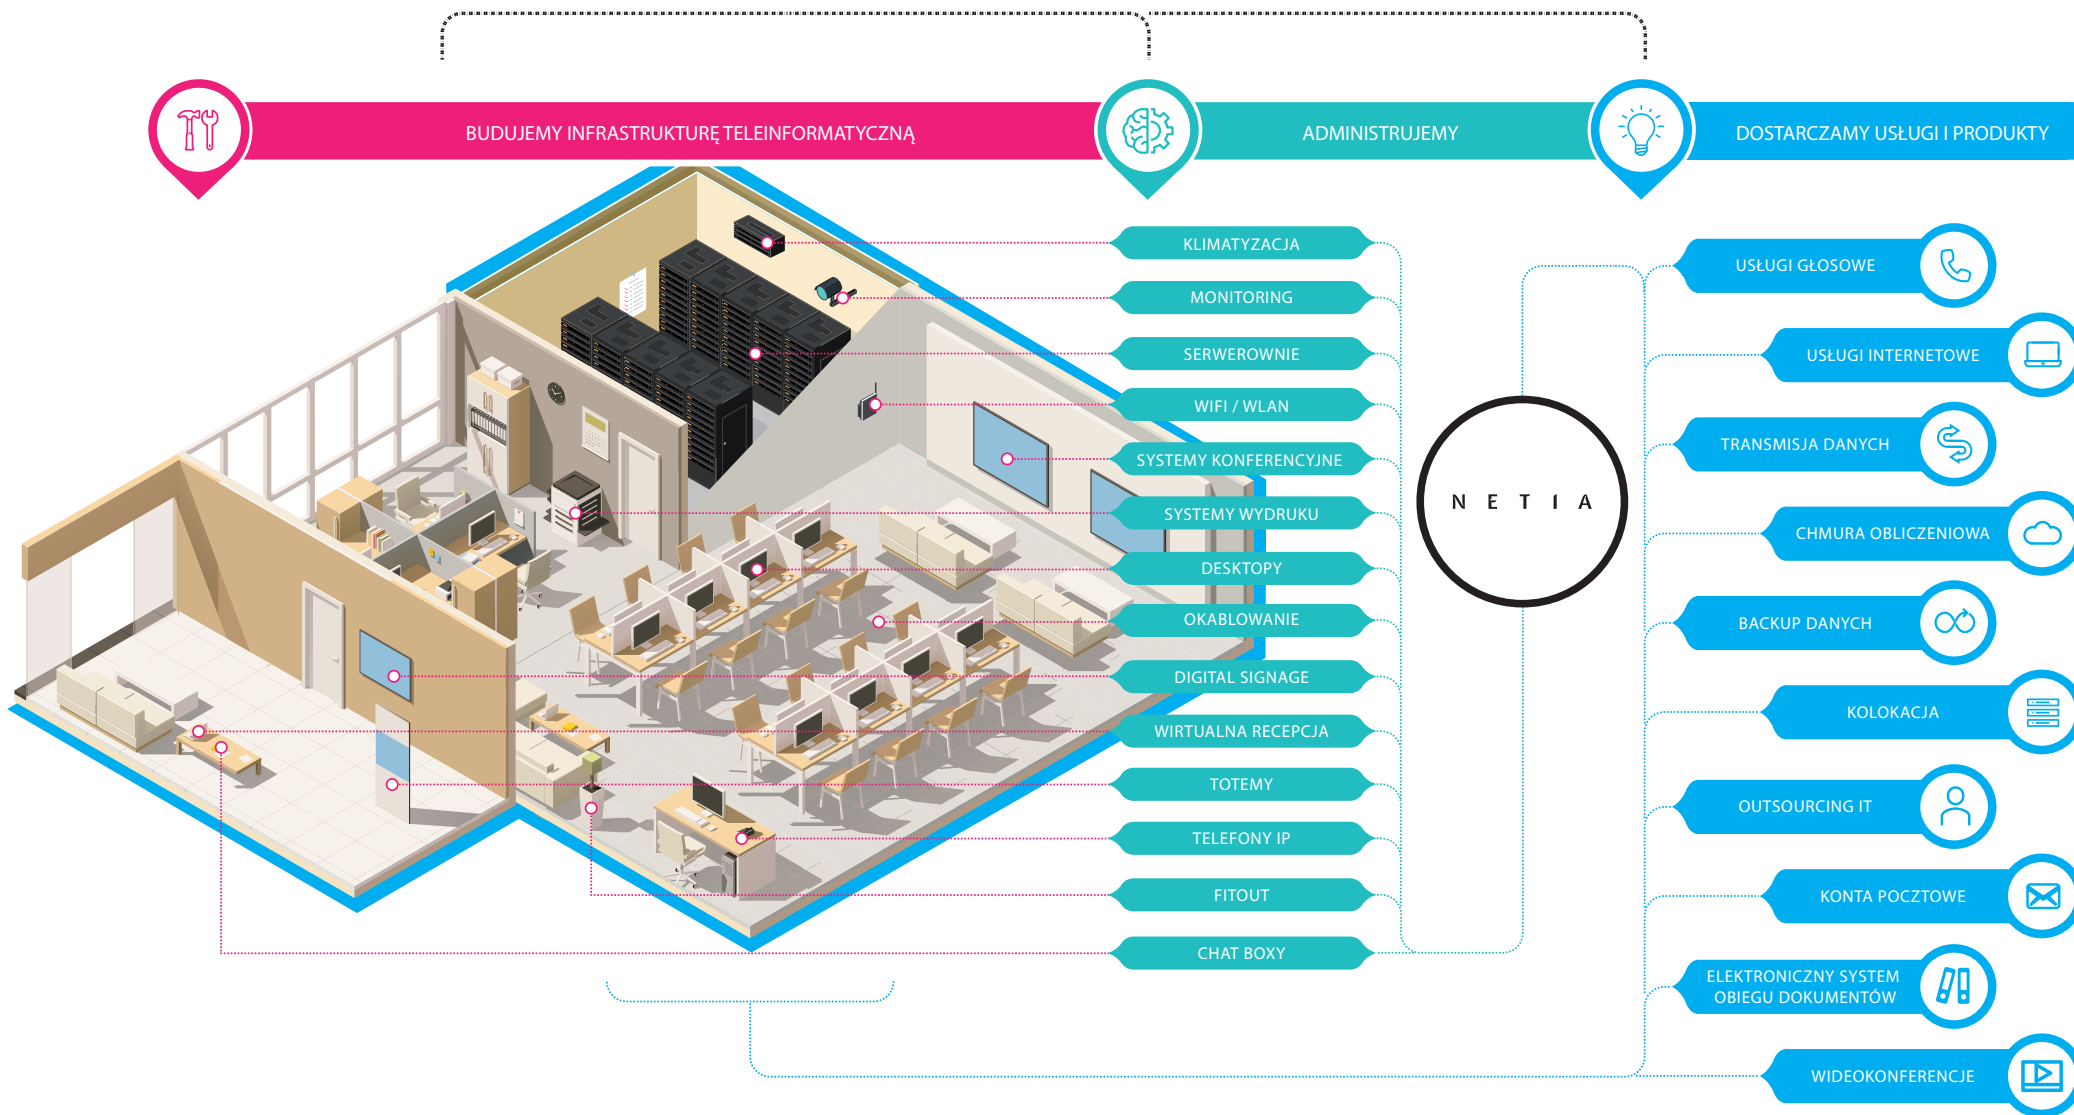 BUDUJEMY INFRASTRUKTURĘ TELEINFORMATYCZNĄ
ADMINISTRUJEMY
DOSTARCZAMY USŁUGI I PRODUKTY
KLIMATYZACJA
MONITORING
SERWEROWNIE
WIFI / WLAN
SYSTEMY KONFERENCYJNE
SYSTEMY WYDRUKU
DESKTOPY
OKABLOWANIE
DIGITAL SIGNAGE
WIRTUALNA RECEPCJA
TOTEMY
TELEFONY IP
FITOUT
CHAT BOXY
NETIA
USŁUGI GŁOSOWE
USŁUGI INTERNETOWE
TRANSMISJA DANYCH
CHMURA OBLICZENIOWA
BACKUP DANYCH
KOLOKACJA
OUTSOURCING IT
KONTA POCZTOWE
ELEKTRONICZNY SYSTEM
OBIEGU DOKUMENTÓW
WIDEOKONFERENCJE